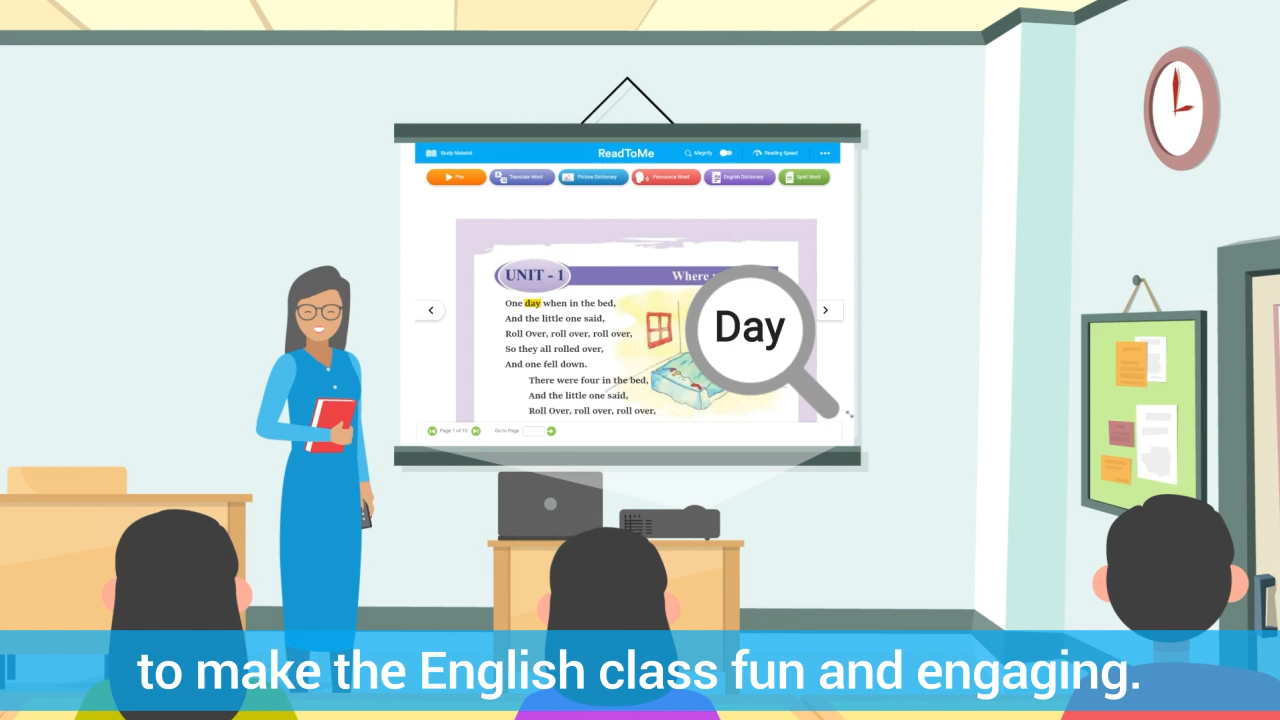 Study Material
ReadToMe
Magnify
Reading Speed
Play
Translate Word
Picture Dictionary
Pronounce Word
English Dictionary
Spell Word
UNIT - 1
Where
One day when in the bed,
And the little one said,
Roll Over, roll over, roll over,
So they all rolled over,
And one fell down.
There were four in the bed,
And the little one said,
Roll Over, roll over, roll over,
Day
Page 1 of 10
Go to Page
to make the English class fun and engaging.